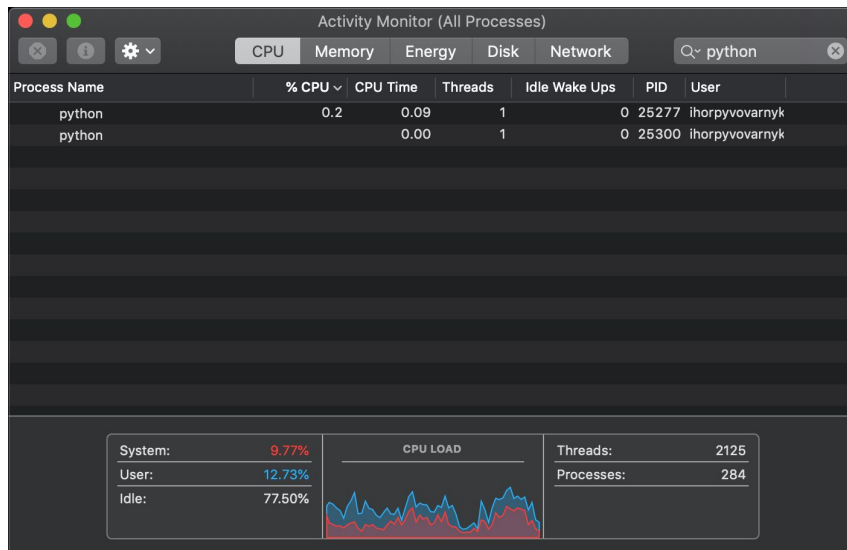 Activity Monitor (All Processes)
CPU Memory Energy Disk Network python
Process Name % CPU CPU Time Threads Idle Wake Ups PID User
python 0.2 0.09 1 0 25277 ihorpyvovarnyk
python 0.00 1 0 25300 ihorpyvovarnyk
System: 9.77% CPU LOAD Threads: 2125
User: 12.73% Processes: 284
Idle: 77.50%